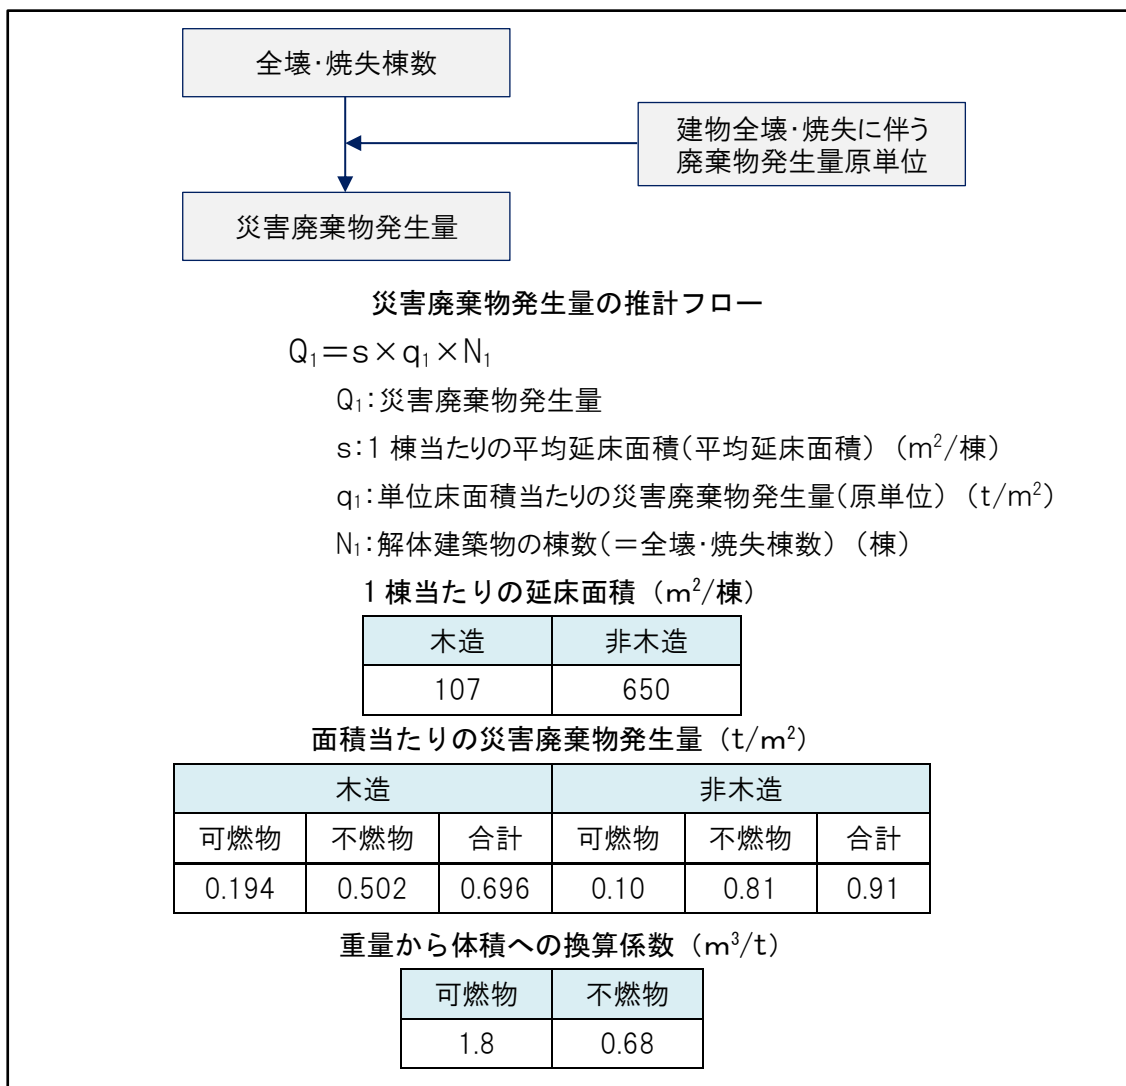 全壊・焼失棟数
建物全壊・焼失に伴う
廃棄物発生量原単位
災害廃棄物発生量
災害廃棄物発生量の推計フロー
Q₁＝s×q₁×N₁
Q₁：災害廃棄物発生量
s：1 棟当たりの平均延床面積（平均延床面積） （m²/棟）
q₁：単位床面積当たりの災害廃棄物発生量（原単位） （t/m²）
N₁：解体建築物の棟数（＝全壊・焼失棟数） （棟）
1 棟当たりの延床面積 （m²/棟）
木造 非木造
107 650
面積当たりの災害廃棄物発生量 （t/m²）
木造 非木造
可燃物 不燃物 合計 可燃物 不燃物 合計
0.194 0.502 0.696 0.10 0.81 0.91
重量から体積への換算係数 （m³/t）
可燃物 不燃物
1.8 0.68